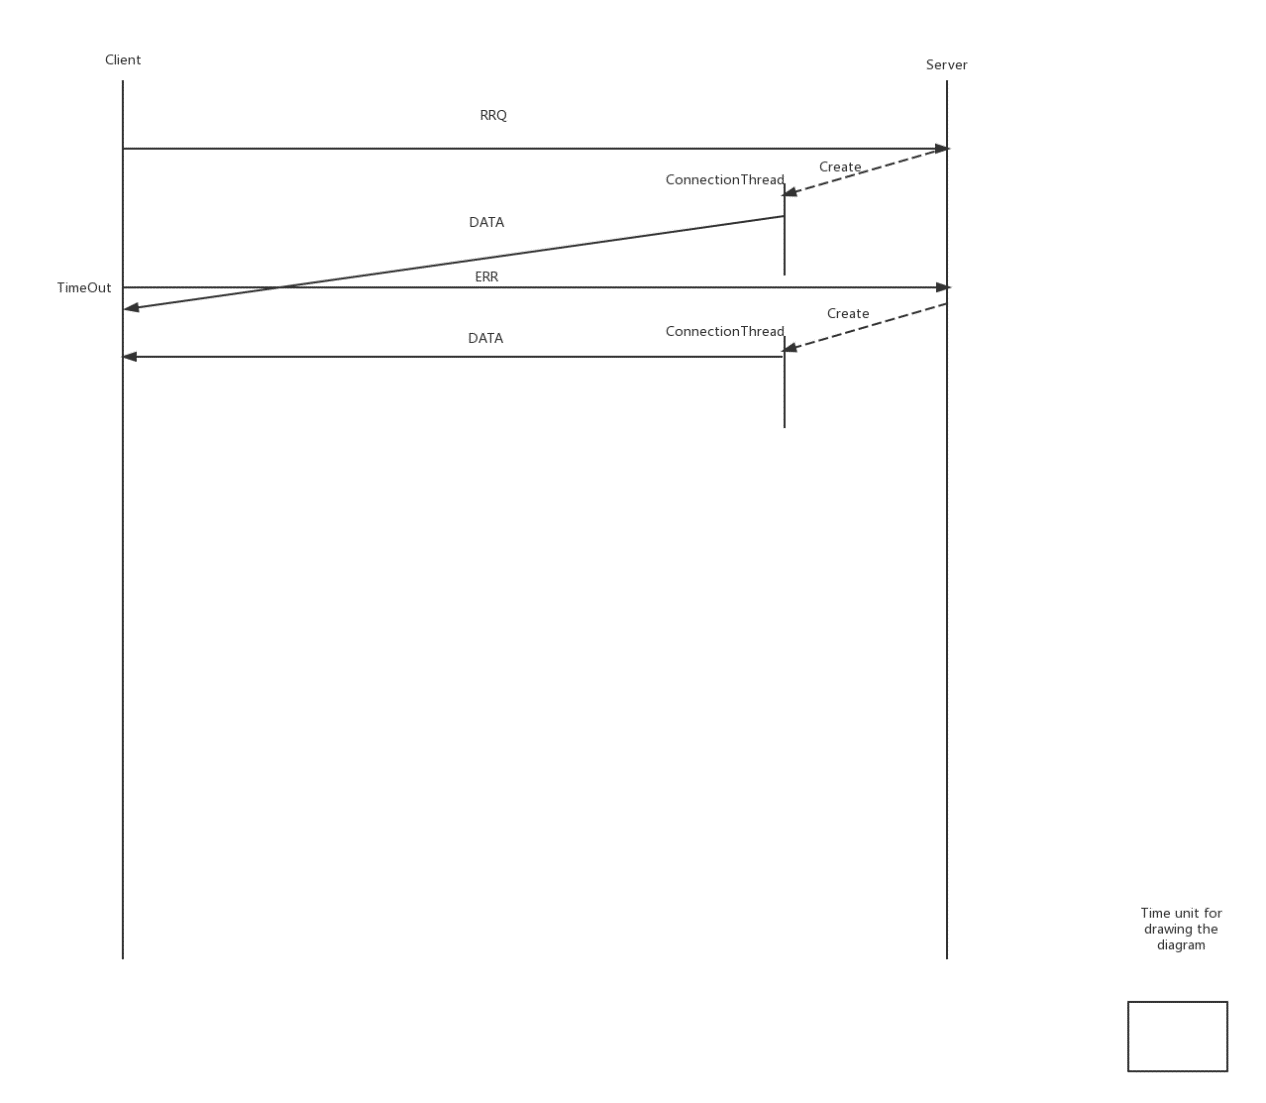 Client
Server
RRQ
Create
ConnectionThread
DATA
ERR
TimeOut
Create
ConnectionThread
DATA
Time unit for
drawing the
diagram